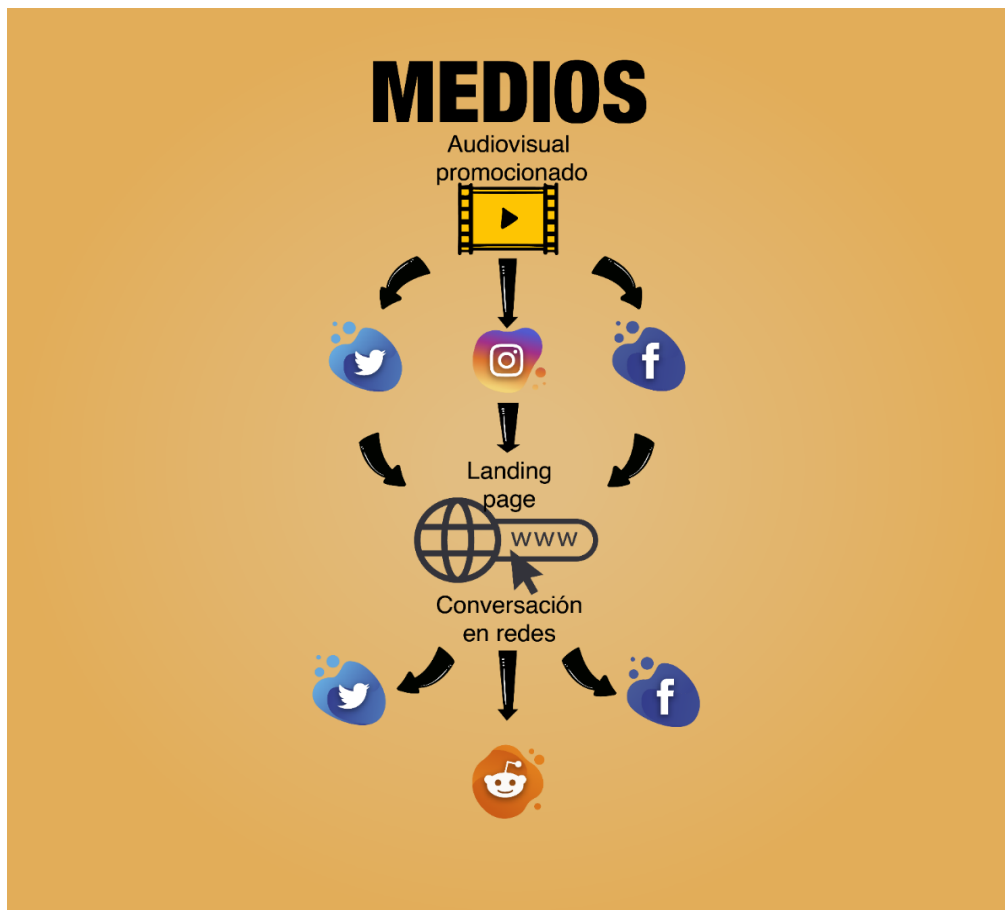 MEDIOS
Audiovisual
promocionado
Landing
page
www
Conversación
en redes